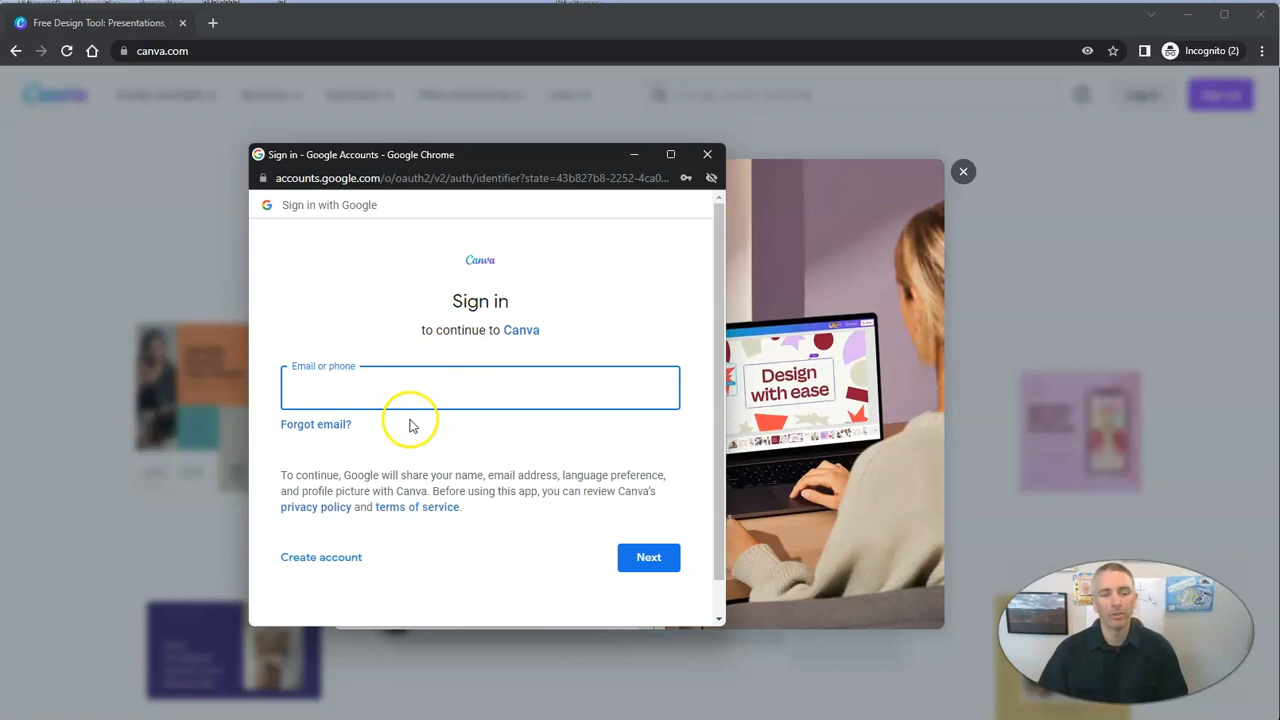 Free Design Tool: Presentations,
canva.com
Incognito (2)
Sign in - Google Accounts - Google Chrome
accounts.google.com/o/oauth2/v2/auth/identifier?state=43b827b8-2252-4ca0...
Sign in with Google
Canva
Sign in
to continue to Canva
Email or phone
Forgot email?
To continue, Google will share your name, email address, language preference,
and profile picture with Canva. Before using this app, you can review Canva's
privacy policy and terms of service.
Create account
Next
Design
with ease